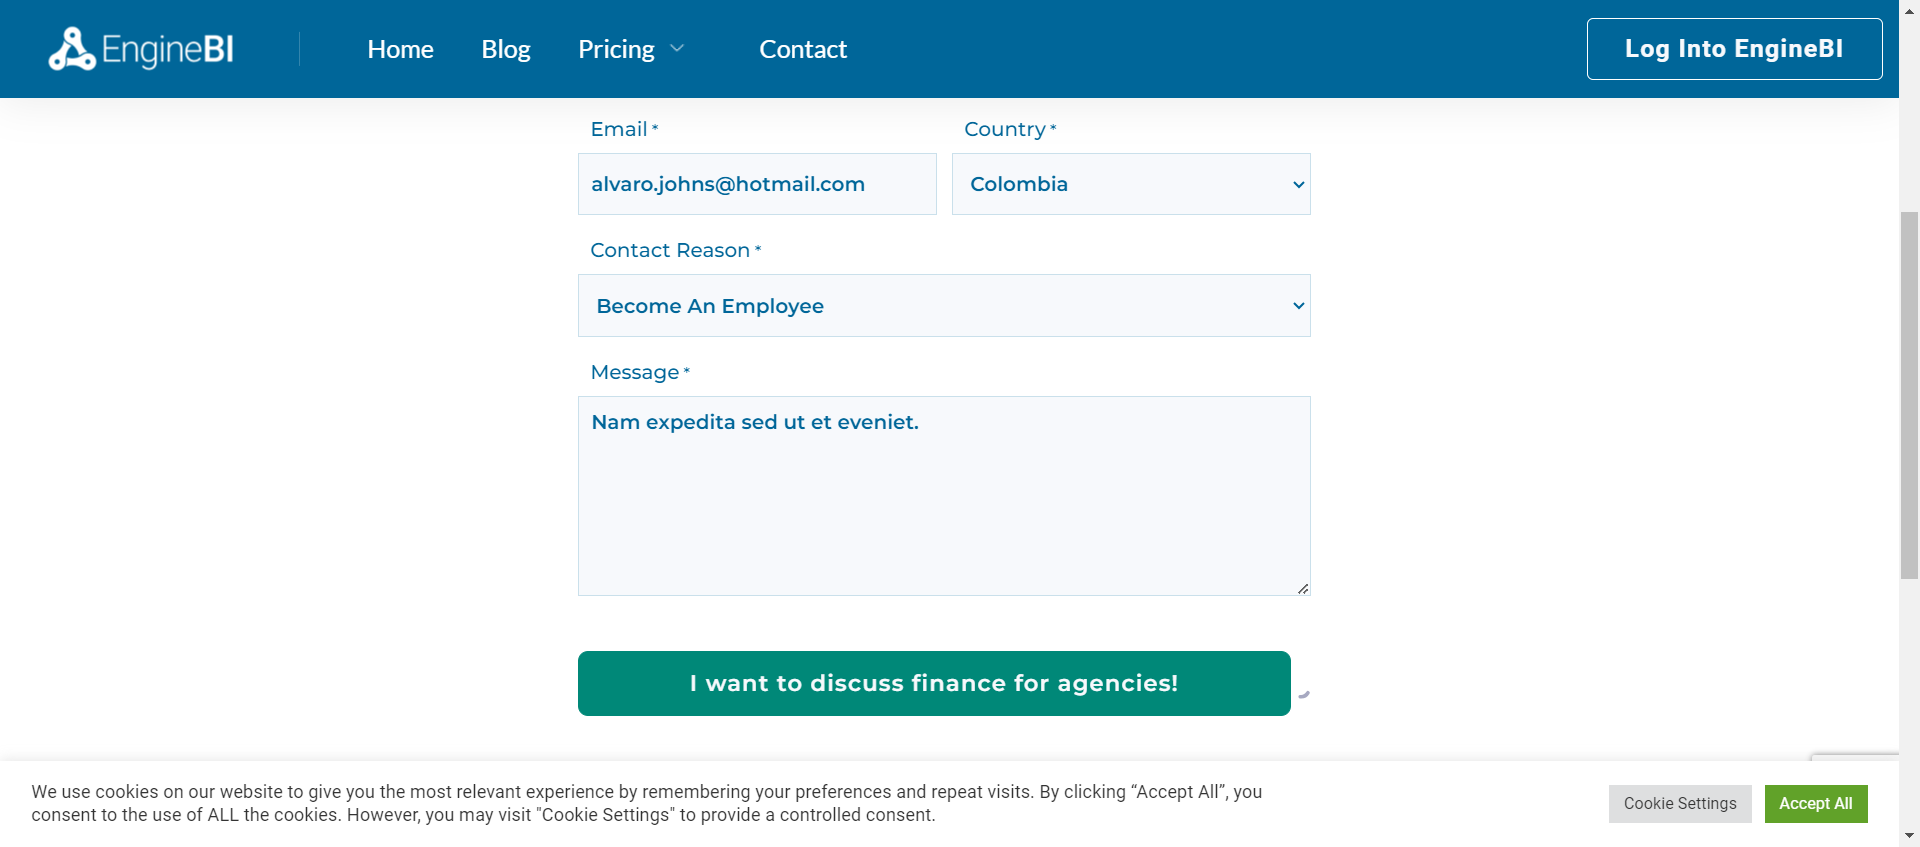 EngineBI
Home
Blog
Pricing
Contact
Log Into EngineBI
Email *
Country *
alvaro.johns@hotmail.com
Colombia
Contact Reason *
Become An Employee
Message *
Nam expedita sed ut et eveniet.
I want to discuss finance for agencies!
We use cookies on our website to give you the most relevant experience by remembering your preferences and repeat visits. By clicking “Accept All”, you
consent to the use of ALL the cookies. However, you may visit "Cookie Settings" to provide a controlled consent.
Cookie Settings
Accept All